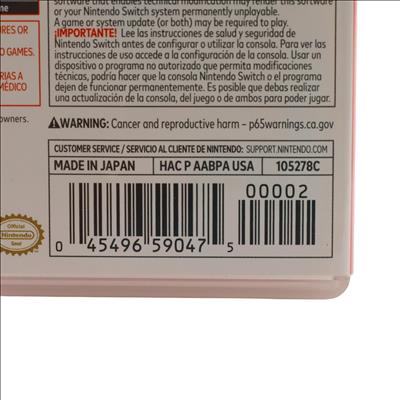 software that enables technical modification may render this software
or your Nintendo Switch system permanently unplayable.
A game or system update (or both) may be required to play.
¡IMPORTANTE! Lee las instrucciones de salud y seguridad de
Nintendo Switch antes de configurar o utilizar la consola. Para ver las
instrucciones de uso accede a la configuración de la consola. Usar un
dispositivo o programa no autorizado que permita modificaciones
técnicas, podría hacer que la consola Nintendo Switch o el programa
dejen de funcionar permanentemente. Es posible que debas realizar
una actualización de la consola, del juego o de ambos para poder jugar.
me
URES OR
O GAMES.
RIAS A
MÉDICO
owners.
⚠WARNING: Cancer and reproductive harm – p65warnings.ca.gov
CUSTOMER SERVICE / SERVICIO AL CLIENTE DE NINTENDO: SUPPORT.NINTENDO.COM
MADE IN JAPAN HAC P AABPA USA 105278C
00002
0 45496 59047 5
Official
Nintendo
Seal